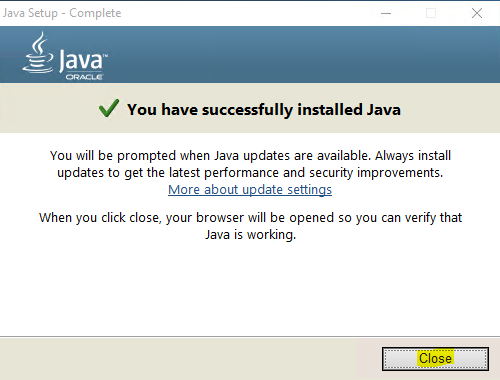 Java Setup - Complete
Java™
ORACLE
You have successfully installed Java
You will be prompted when Java updates are available. Always install
updates to get the latest performance and security improvements.
More about update settings
When you click close, your browser will be opened so you can verify that
Java is working.
Close